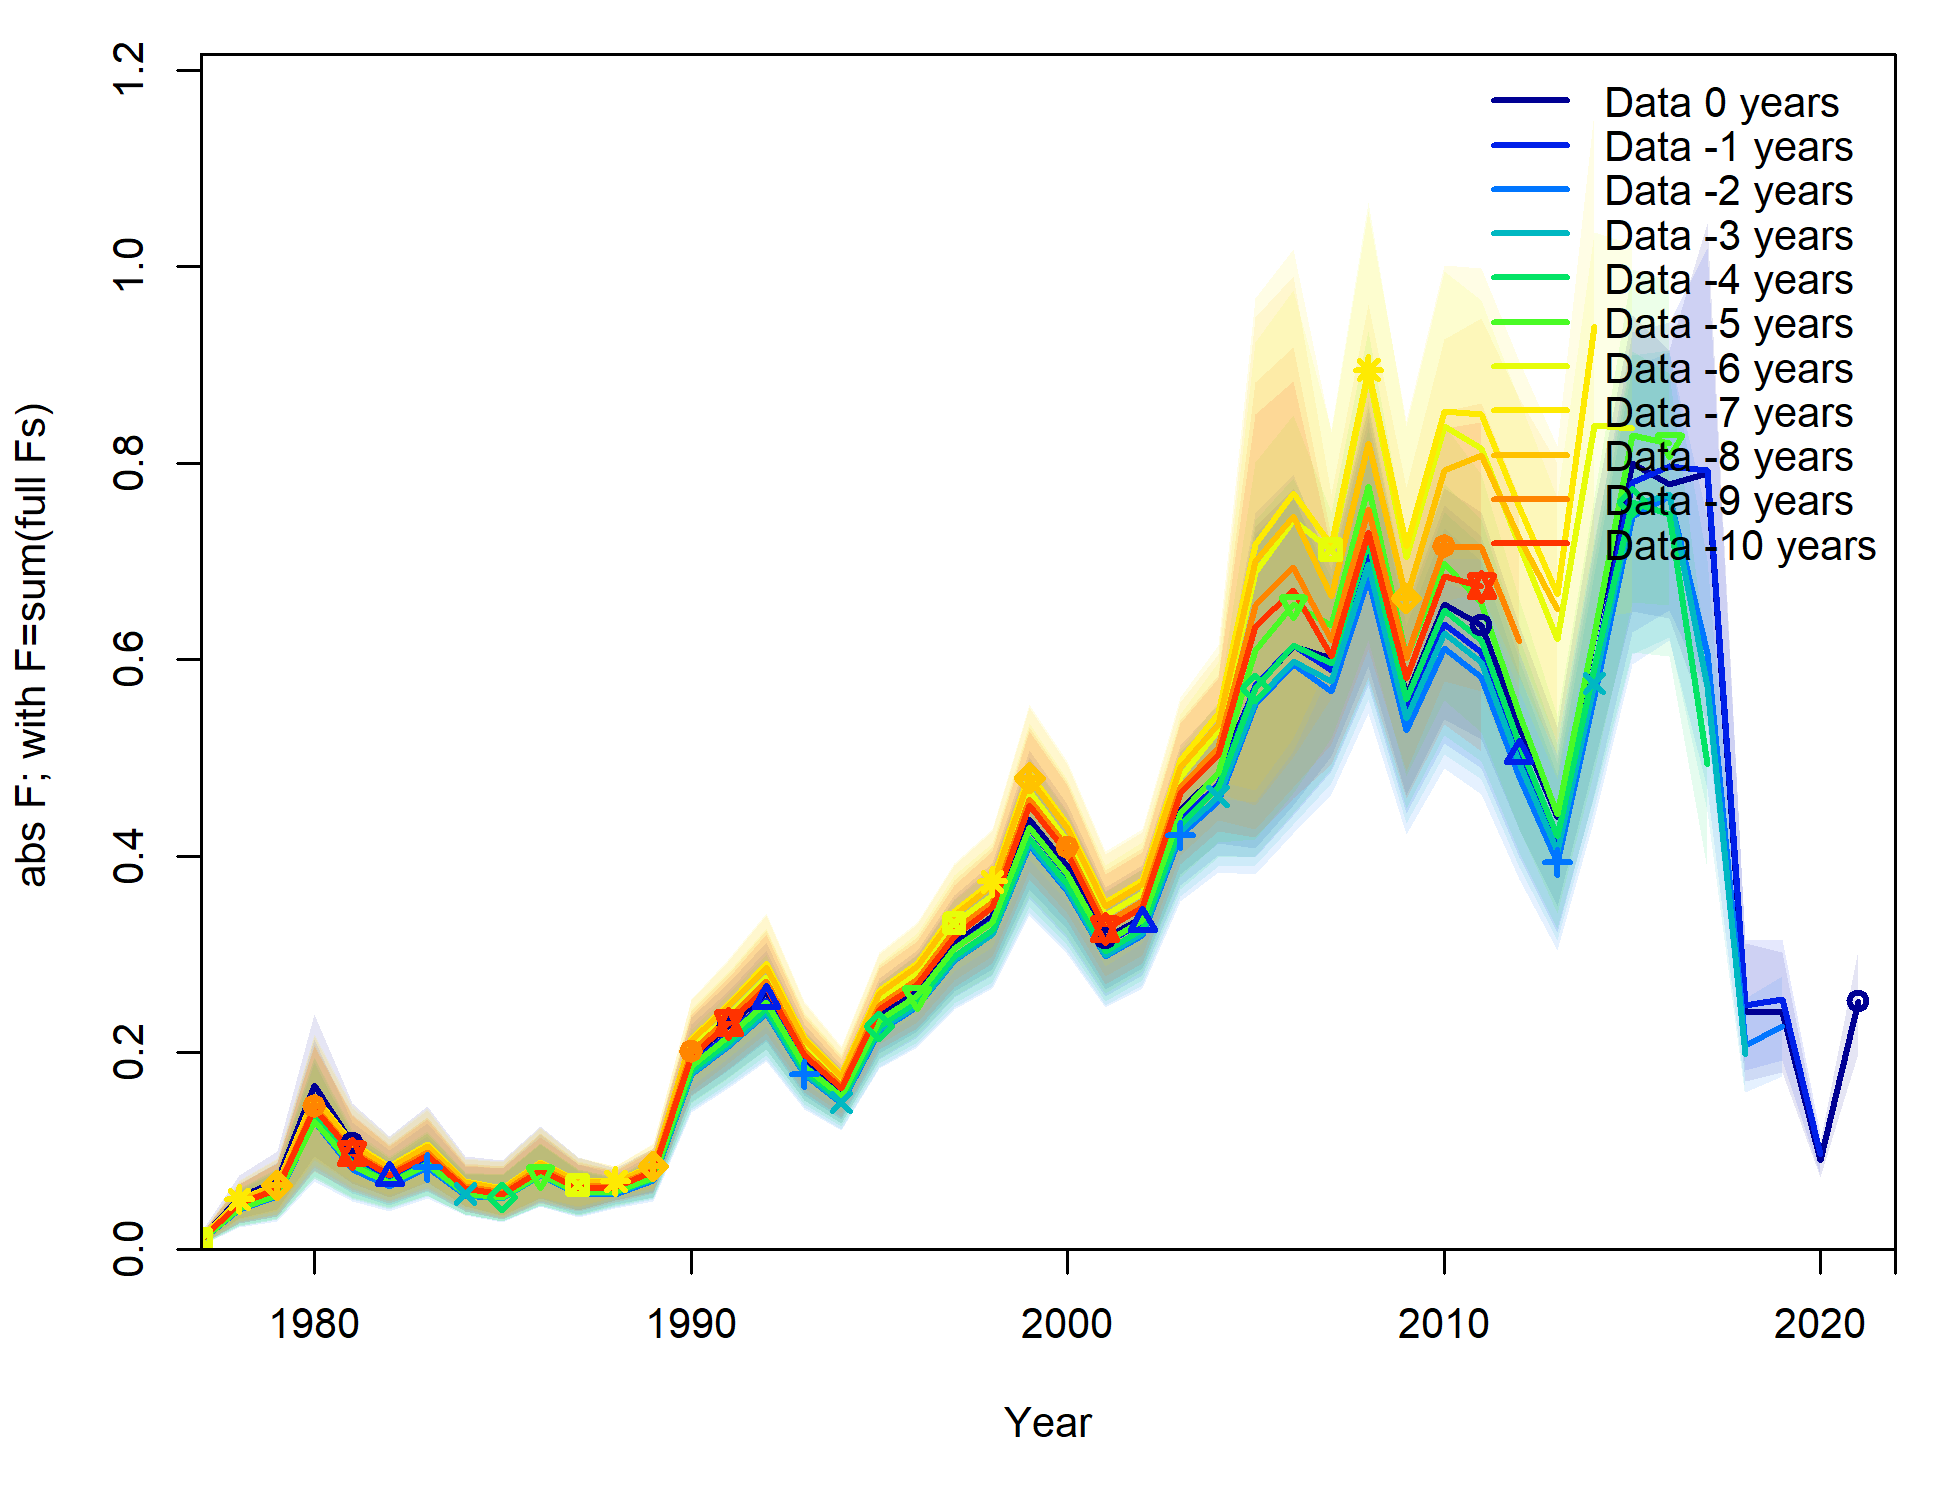 abs F; with F=sum(full Fs)
1.2
1.0
0.8
0.6
0.4
0.2
0.0
Data 0 years
Data -1 years
Data -2 years
Data -3 years
Data -4 years
Data -5 years
Data -6 years
Data -7 years
Data -8 years
Data -9 years
Data -10 years
1980
1990
2000
2010
2020
Year